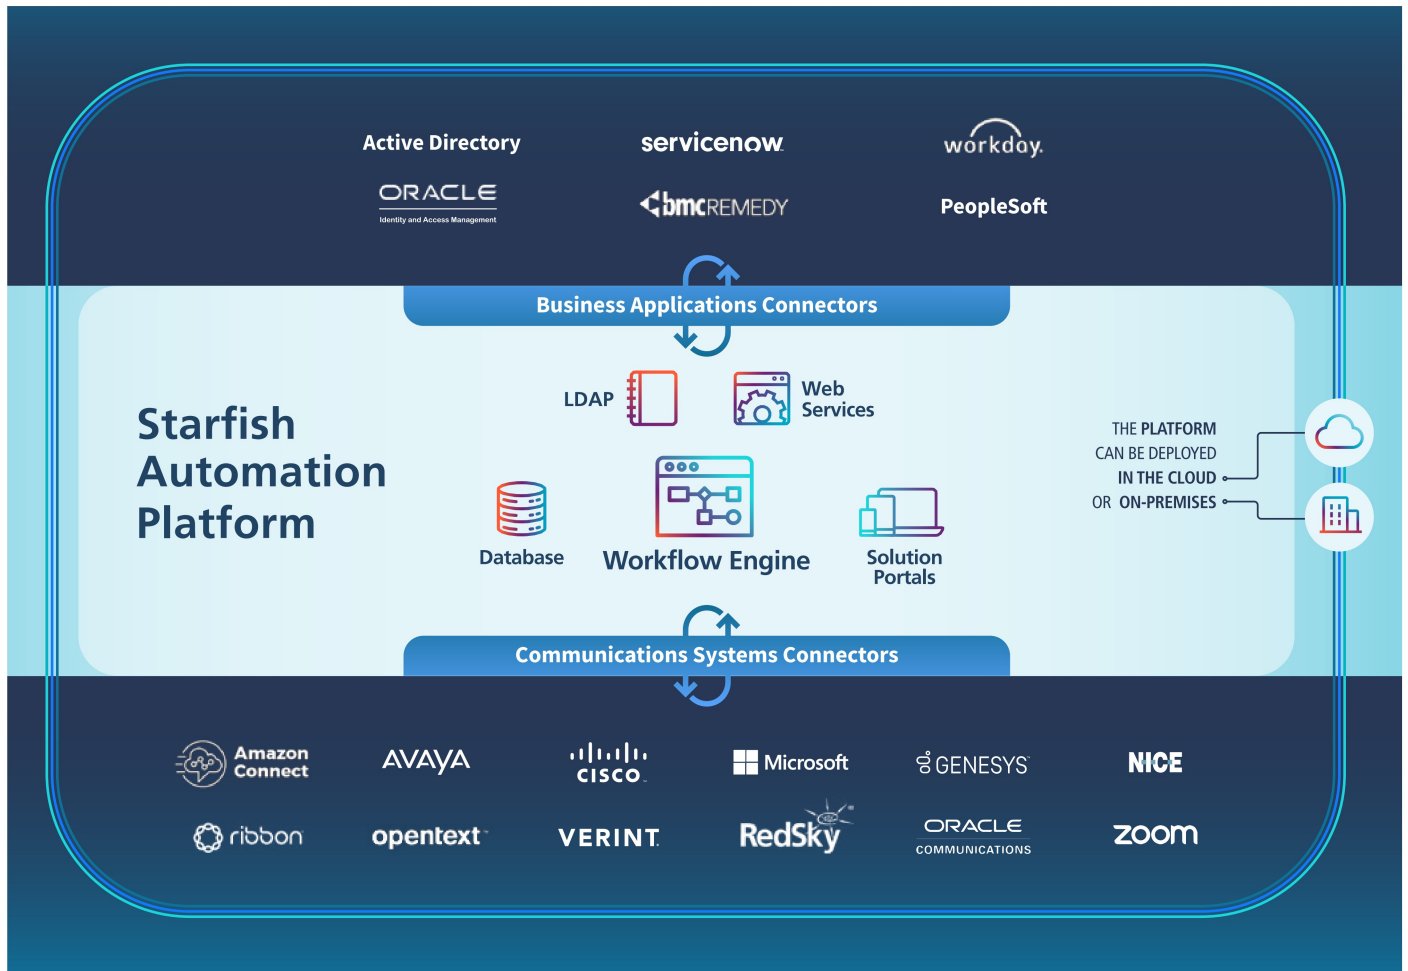 Active Directory
servicenow
workday.
ORACLE
Identity and Access Management
bmcREMEDY
PeopleSoft
Business Applications Connectors
LDAP
Web
Services
Starfish
Automation
Platform
THE PLATFORM
CAN BE DEPLOYED
IN THE CLOUD
OR ON-PREMISES
Database
Workflow Engine
Solution
Portals
Communications Systems Connectors
Amazon
Connect
AVAYA
CISCO
Microsoft
GENESYS
NICE
ribbon
opentext
VERINT.
RedSky
ORACLE
COMMUNICATIONS
zoom